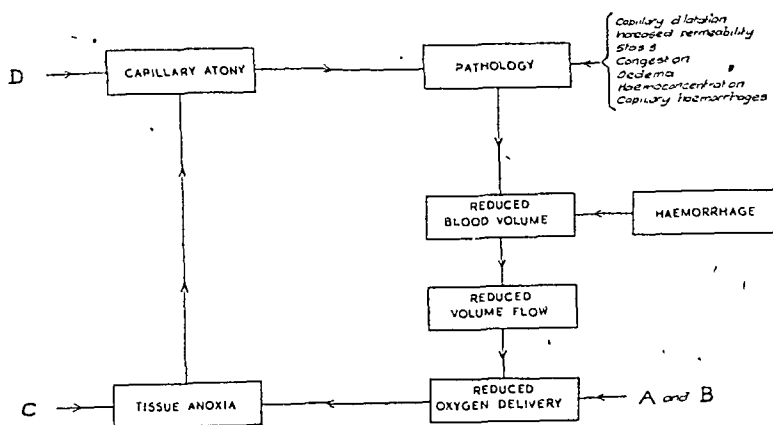 Capillary dilatation
Increased permeability
Stasis
Congestion
Oedema
Haemoconcentration
Capillary Haemorrhages
D
CAPILLARY ATONY
PATHOLOGY
REDUCED
BLOOD VOLUME
HAEMORRHAGE
REDUCED
VOLUME FLOW
C
TISSUE ANOXIA
REDUCED
OXYGEN DELIVERY
A and B